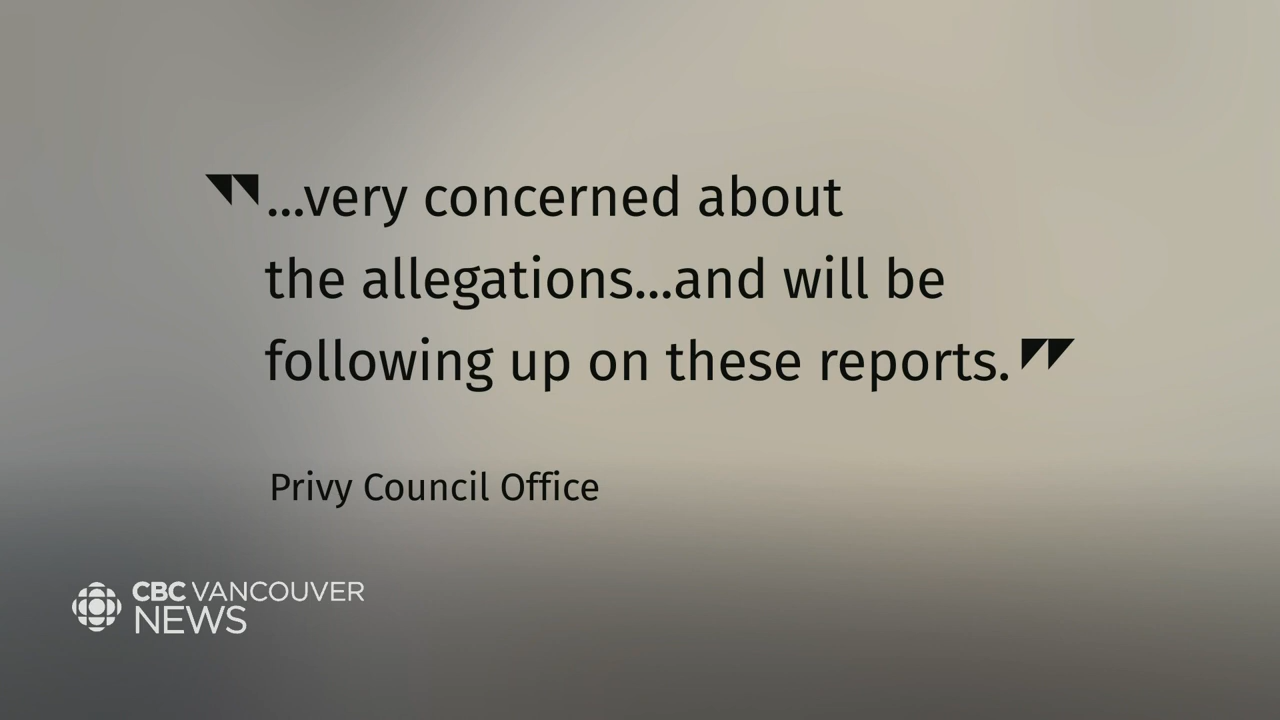 "...very concerned about
the allegations...and will be
following up on these reports."
Privy Council Office
CBC VANCOUVER
NEWS